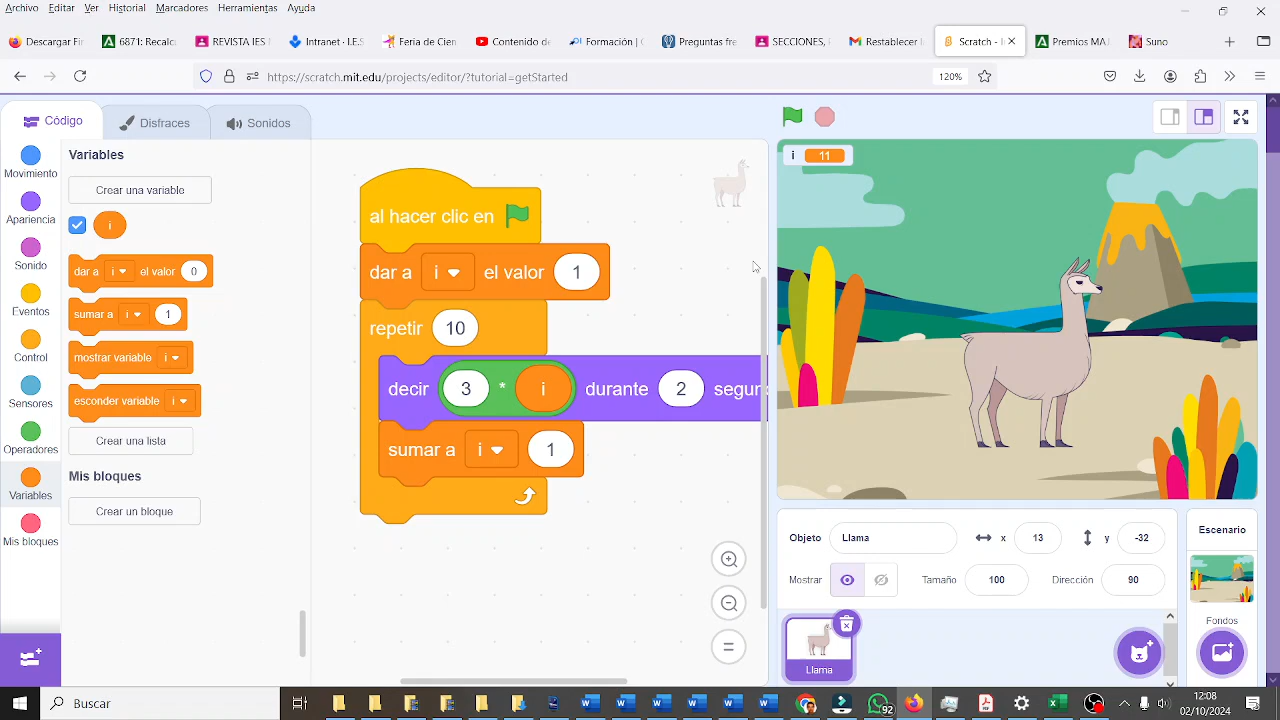 Archivo Editar Ver Historial Marcadores Herramientas Ayuda
Descargar Fir
6871: Recalc
REVISTA IES
Intranet - I.E.S
Feria de Cien
Contenido de
Formación | C
Preguntas fre
SECCIONES,
Restablecer
Scratch - I
Premios MA
Suno
https://scratch.mit.edu/projects/editor/?tutorial=getStarted
120%
Código
Disfraces
Sonidos
Movimiento
Apariencia
Sonido
Eventos
Control
Sensores
Operadores
Variables
Mis bloques
Variables
Crear una variable
i
dar a i el valor 0
sumar a i 1
mostrar variable i
esconder variable i
Crear una lista
Mis bloques
Crear un bloque
al hacer clic en
dar a i el valor 1
repetir 10
decir 3 * i durante 2 segun
sumar a i 1
i 11
Objeto Llama x 13 y -32
Mostrar Tamaño 100 Dirección 90
Llama
Escenario
Fondos
Buscar
92
12:08
02/10/2024